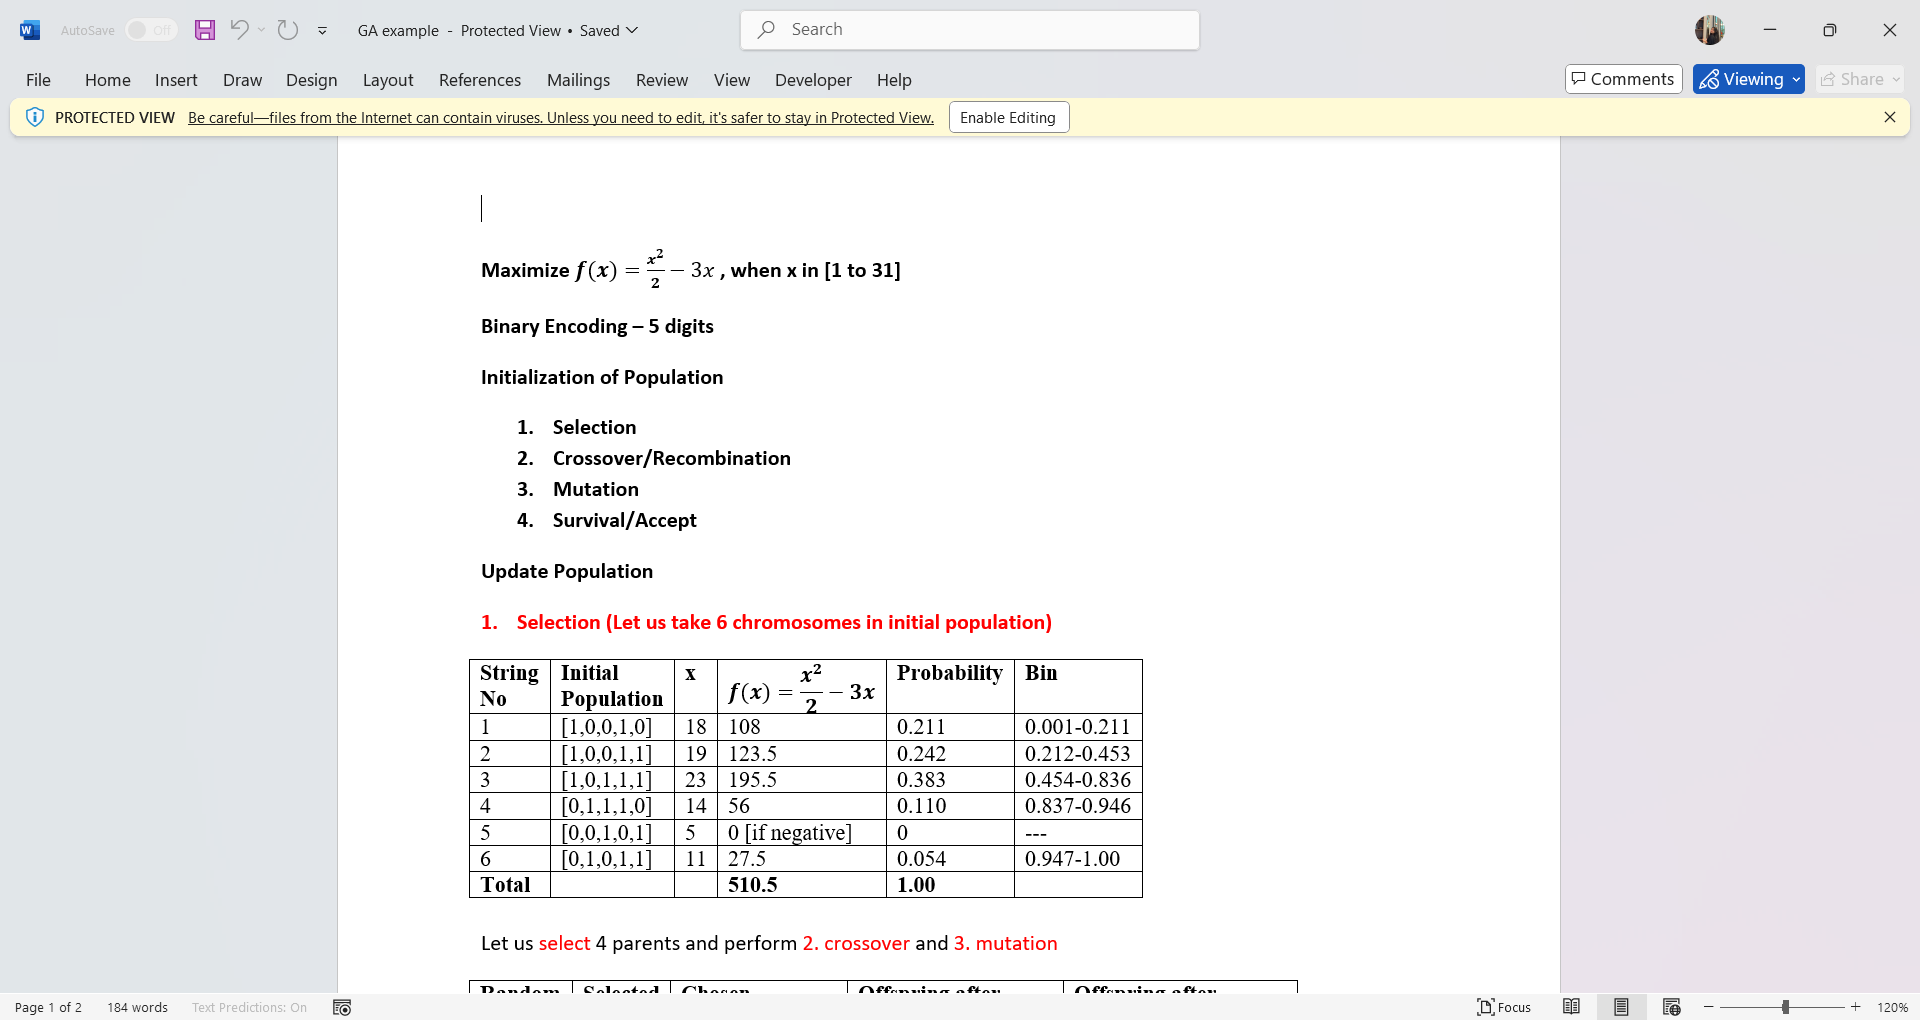 AutoSave Off GA example - Protected View • Saved Search
File Home Insert Draw Design Layout References Mailings Review View Developer Help Comments Viewing Share
PROTECTED VIEW Be careful—files from the Internet can contain viruses. Unless you need to edit, it's safer to stay in Protected View. Enable Editing
Maximize f(x) = x²/2 − 3x , when x in [1 to 31]
Binary Encoding – 5 digits
Initialization of Population
1. Selection
2. Crossover/Recombination
3. Mutation
4. Survival/Accept
Update Population
1. Selection (Let us take 6 chromosomes in initial population)
String No Initial Population x f(x) = x²/2 − 3x Probability Bin
1 [1,0,0,1,0] 18 108 0.211 0.001-0.211
2 [1,0,0,1,1] 19 123.5 0.242 0.212-0.453
3 [1,0,1,1,1] 23 195.5 0.383 0.454-0.836
4 [0,1,1,1,0] 14 56 0.110 0.837-0.946
5 [0,0,1,0,1] 5 0 [if negative] 0 ---
6 [0,1,0,1,1] 11 27.5 0.054 0.947-1.00
Total 510.5 1.00
Let us select 4 parents and perform 2. crossover and 3. mutation
Random Selected Chosen Offspring after Offspring after
Page 1 of 2 184 words Text Predictions: On Focus 120%